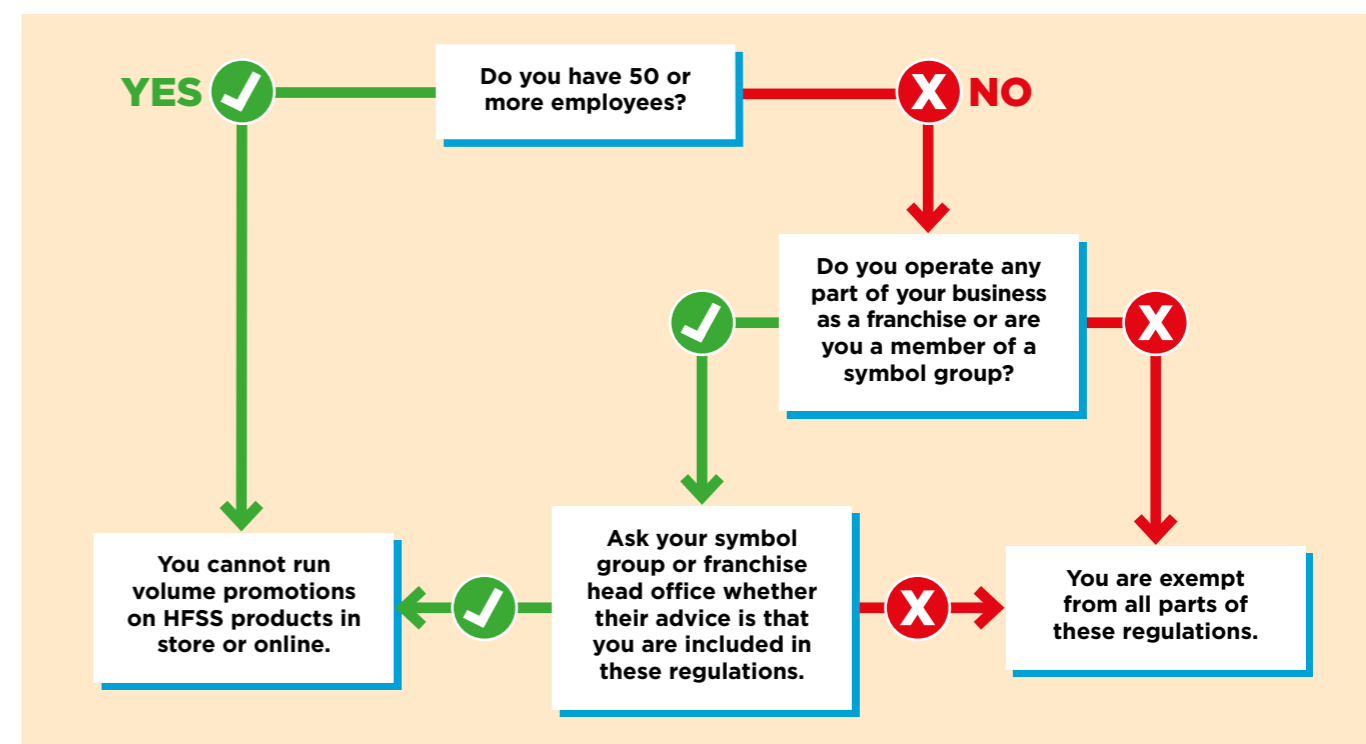 YES
Do you have 50 or
more employees?
X NO
Do you operate any
part of your business
as a franchise or are
you a member of a
symbol group?
X
You cannot run
volume promotions
on HFSS products in
store or online.
Ask your symbol
group or franchise
head office whether
their advice is that
you are included in
these regulations.
X
You are exempt
from all parts of
these regulations.